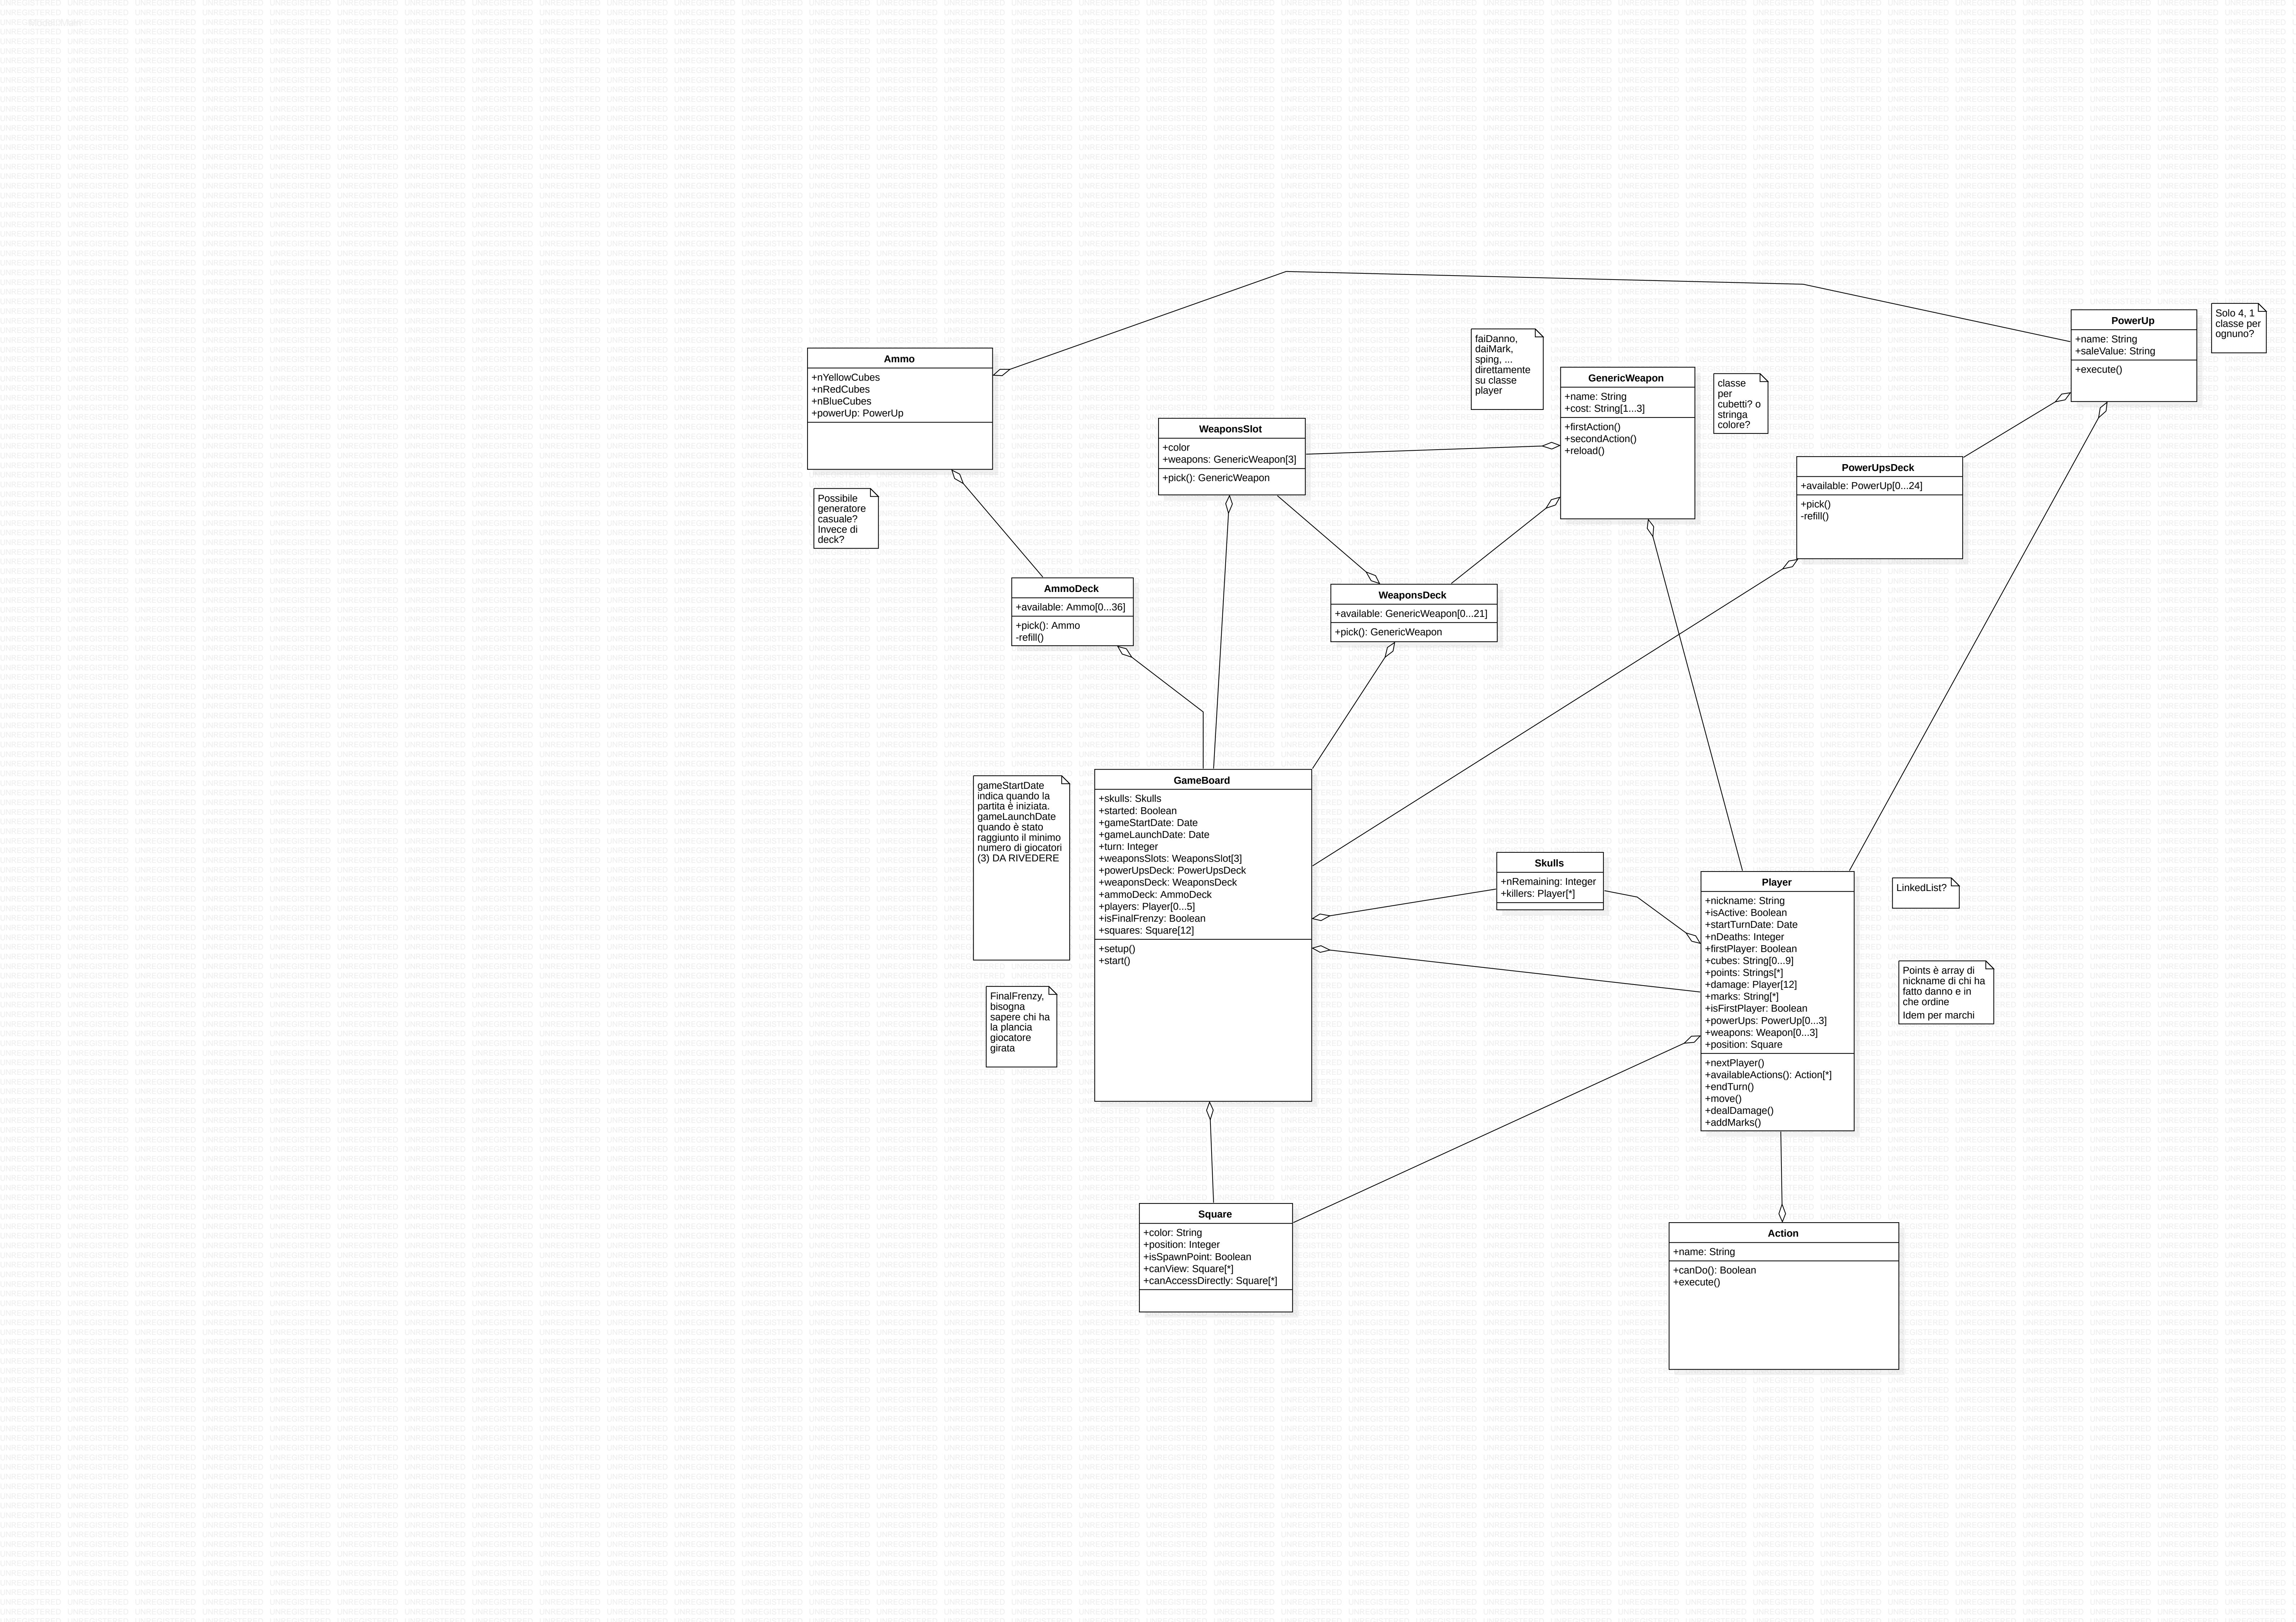 PowerUp
+name: String
+saleValue: String
+execute()
Solo 4, 1
classe per
ognuno?
Ammo
+nYellowCubes
+nRedCubes
+nBlueCubes
+powerUp: PowerUp
faiDanno,
daiMark,
sping, ...
direttamente
su classe
player
GenericWeapon
+name: String
+cost: String[1...3]
+firstAction()
+secondAction()
+reload()
classe
per
cubetti? o
stringa
colore?
WeaponsSlot
+color
+weapons: GenericWeapon[3]
+pick(): GenericWeapon
PowerUpsDeck
+available: PowerUp[0...24]
+pick()
-refill()
Possibile
generatore
casuale?
Invece di
deck?
AmmoDeck
+available: Ammo[0...36]
+pick(): Ammo
-refill()
WeaponsDeck
+available: GenericWeapon[0...21]
+pick(): GenericWeapon
gameStartDate
indica quando la
partita è iniziata.
gameLaunchDate
quando è stato
raggiunto il minimo
numero di giocatori
(3) DA RIVEDERE
GameBoard
+skulls: Skulls
+started: Boolean
+gameStartDate: Date
+gameLaunchDate: Date
+turn: Integer
+weaponsSlots: WeaponsSlot[3]
+powerUpsDeck: PowerUpsDeck
+weaponsDeck: WeaponsDeck
+ammoDeck: AmmoDeck
+players: Player[0...5]
+isFinalFrenzy: Boolean
+squares: Square[12]
+setup()
+start()
Skulls
+nRemaining: Integer
+killers: Player[*]
Player
+nickname: String
+isActive: Boolean
+startTurnDate: Date
+nDeaths: Integer
+firstPlayer: Boolean
+cubes: String[0...9]
+points: Strings[*]
+damage: Player[12]
+marks: String[*]
+isFirstPlayer: Boolean
+powerUps: PowerUp[0...3]
+weapons: Weapon[0...3]
+position: Square
+nextPlayer()
+availableActions(): Action[*]
+endTurn()
+move()
+dealDamage()
+addMarks()
LinkedList?
Points è array di
nickname di chi ha
fatto danno e in
che ordine
Idem per marchi
FinalFrenzy,
bisogna
sapere chi ha
la plancia
giocatore
girata
Square
+color: String
+position: Integer
+isSpawnPoint: Boolean
+canView: Square[*]
+canAccessDirectly: Square[*]
Action
+name: String
+canDo(): Boolean
+execute()